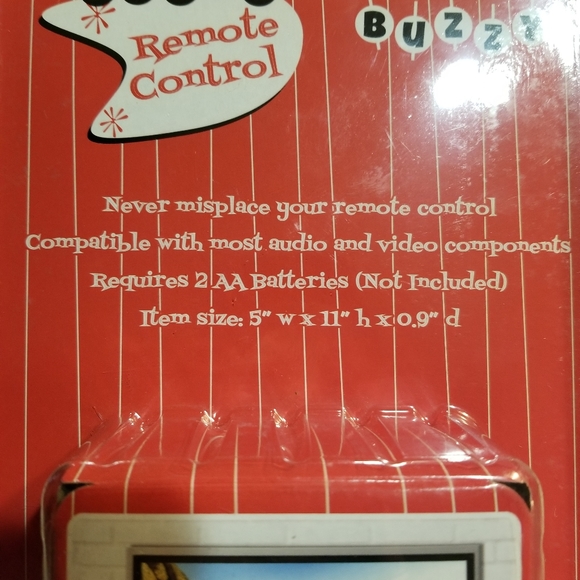 Remote
Control
BUZZY
Never misplace your remote control
Compatible with most audio and video components
Requires 2 AA Batteries (Not Included)
Item size: 5" w x 11" h x 0.9" d